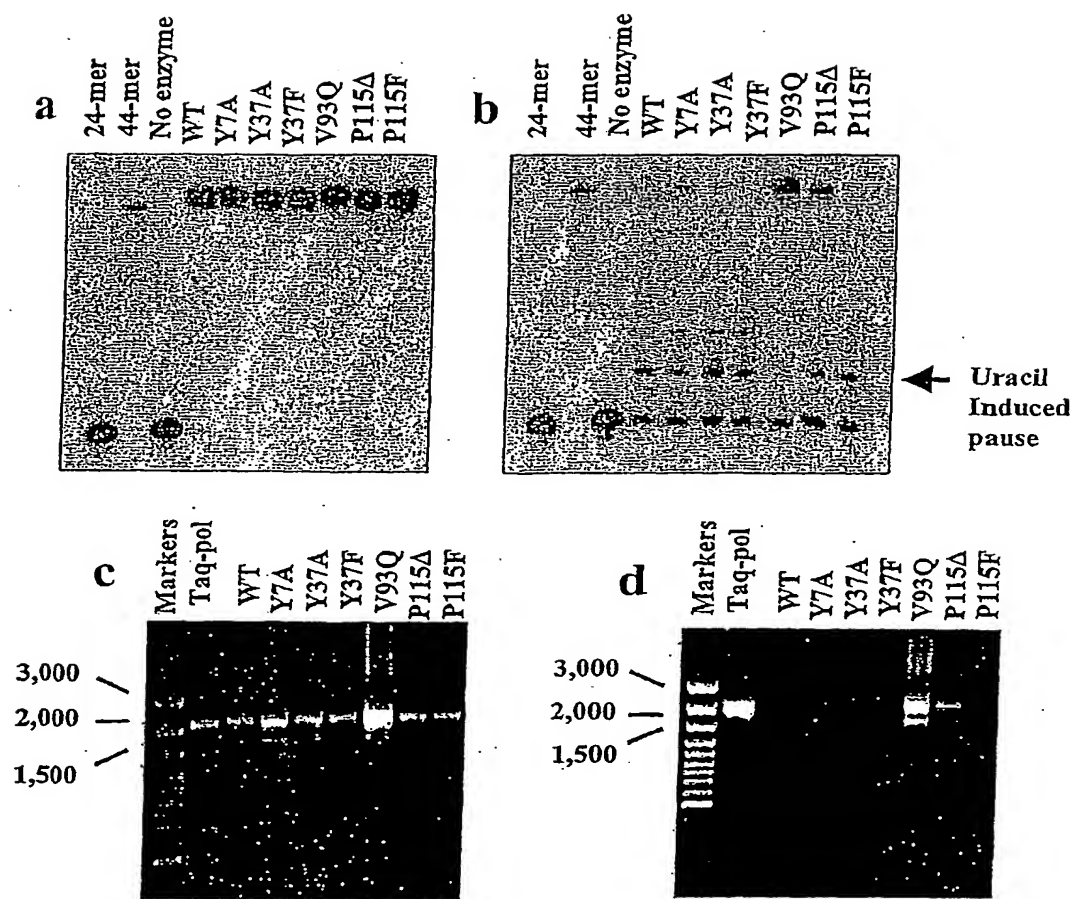 a
24-mer
44-mer
No enzyme
WT
Y7A
Y37A
Y37F
V93Q
P115Δ
P115F
b
24-mer
44-mer
No enzyme
WT
Y7A
Y37A
Y37F
V93Q
P115Δ
P115F
Uracil
Induced
pause
c
Markers
Taq-pol
WT
Y7A
Y37A
Y37F
V93Q
P115Δ
P115F
3,000
2,000
1,500
d
Markers
Taq-pol
WT
Y7A
Y37A
Y37F
V93Q
P115Δ
P115F
3,000
2,000
1,500